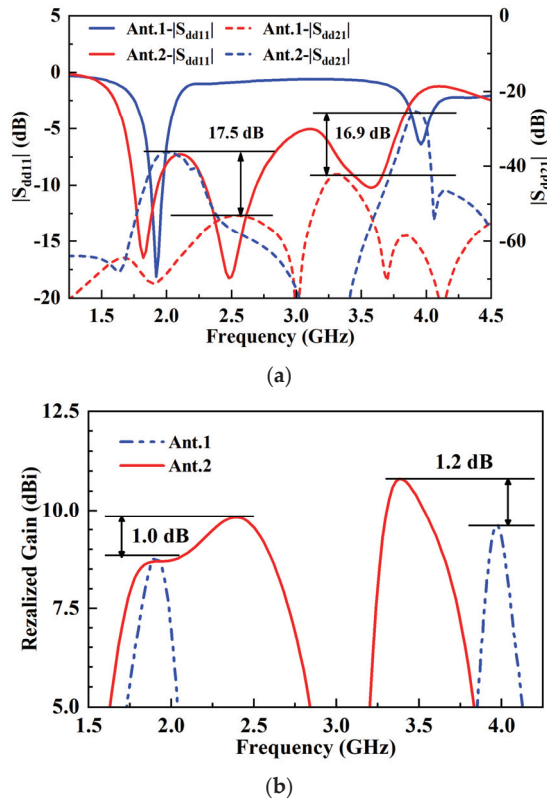 Ant.1-|Sdd11| Ant.1-|Sdd21|
Ant.2-|Sdd11| Ant.2-|Sdd21|
5 0
0 -20
-5
-10 -40
-15 -60
-20 -80
17.5 dB 16.9 dB
|Sdd11| (dB)
|Sdd21| (dB)
1.5 2.0 2.5 3.0 3.5 4.0 4.5
Frequency (GHz)
(a)
12.5
10.0
7.5
5.0
Ant.1
Ant.2
1.0 dB
1.2 dB
Rezalized Gain (dBi)
2.0 2.5 3.0 3.5 4.0
Frequency (GHz)
(b)